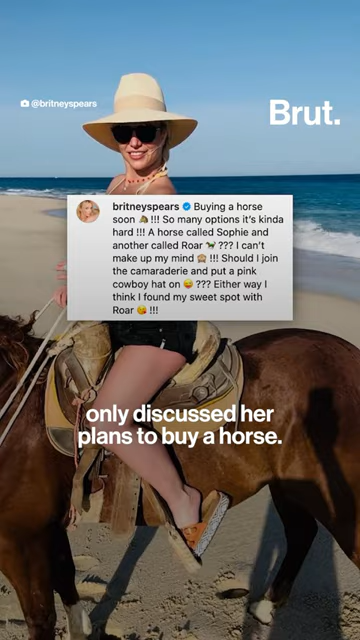 @britneyspears
Brut.
britneyspears Buying a horse
soon 🐴 !!! So many options it's kinda
hard !!! A horse called Sophie and
another called Roar 🐎 ??? I can't
make up my mind 🙈 !!! Should I join
the camaraderie and put a pink
cowboy hat on 😜 ??? Either way I
think I found my sweet spot with
Roar 😘 !!!
only discussed her
plans to buy a horse.